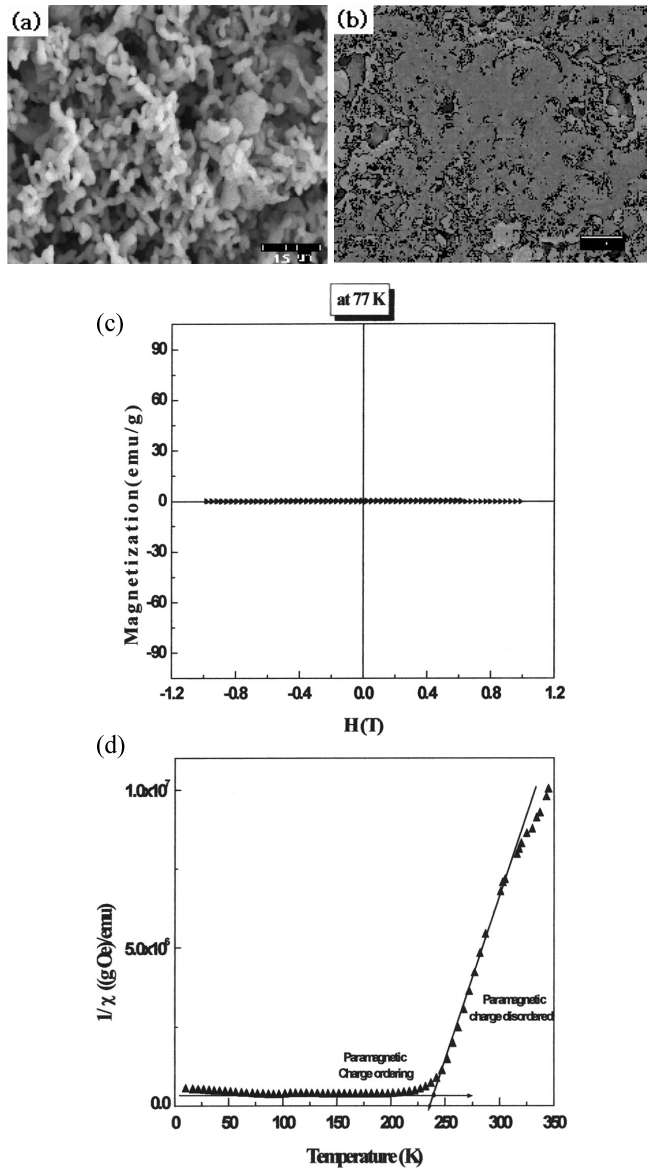 (a)
(b)
15 μm
at 77 K
(c)
90
60
30
0
-30
-60
-90
Magnetization(emu/g)
-1.2 -0.8 -0.4 0.0 0.4 0.8 1.2
H(T)
(d)
1.0x10⁷
5.0x10⁶
0.0
1/χ ((gOe)/emu)
Paramagnetic
charge disordered
Paramagnetic
Charge ordering
0 50 100 150 200 250 300 350
Temperature(K)